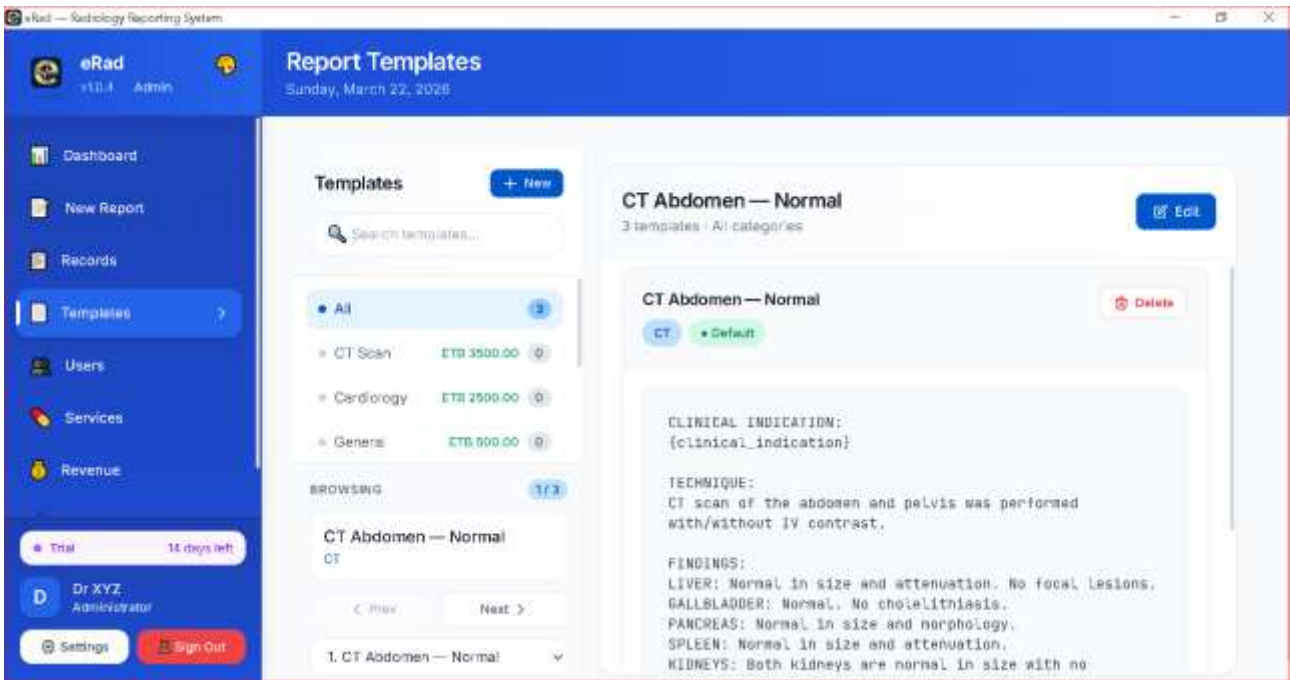 eRad — Radiology Reporting System
eRad
v1.0.4 Admin
Report Templates
Sunday, March 22, 2026
Dashboard
New Report
Records
Templates
Users
Services
Revenue
Trial 14 days left
D
Dr XYZ
Administrator
Settings
Sign Out
Templates
+ New
Search templates...
All 3
CT Scan ETB 3500.00 0
Cardiology ETB 2500.00 0
General ETB 500.00 0
BROWSING 1/3
CT Abdomen — Normal
CT
< Prev
Next >
1. CT Abdomen — Normal
CT Abdomen — Normal
3 templates · All categories
Edit
CT Abdomen — Normal
Delete
CT
• Default
CLINICAL INDICATION:
{clinical_indication}
TECHNIQUE:
CT scan of the abdomen and pelvis was performed
with/without IV contrast.
FINDINGS:
LIVER: Normal in size and attenuation. No focal lesions.
GALLBLADDER: Normal. No cholelithiasis.
PANCREAS: Normal in size and morphology.
SPLEEN: Normal in size and attenuation.
KIDNEYS: Both kidneys are normal in size with no